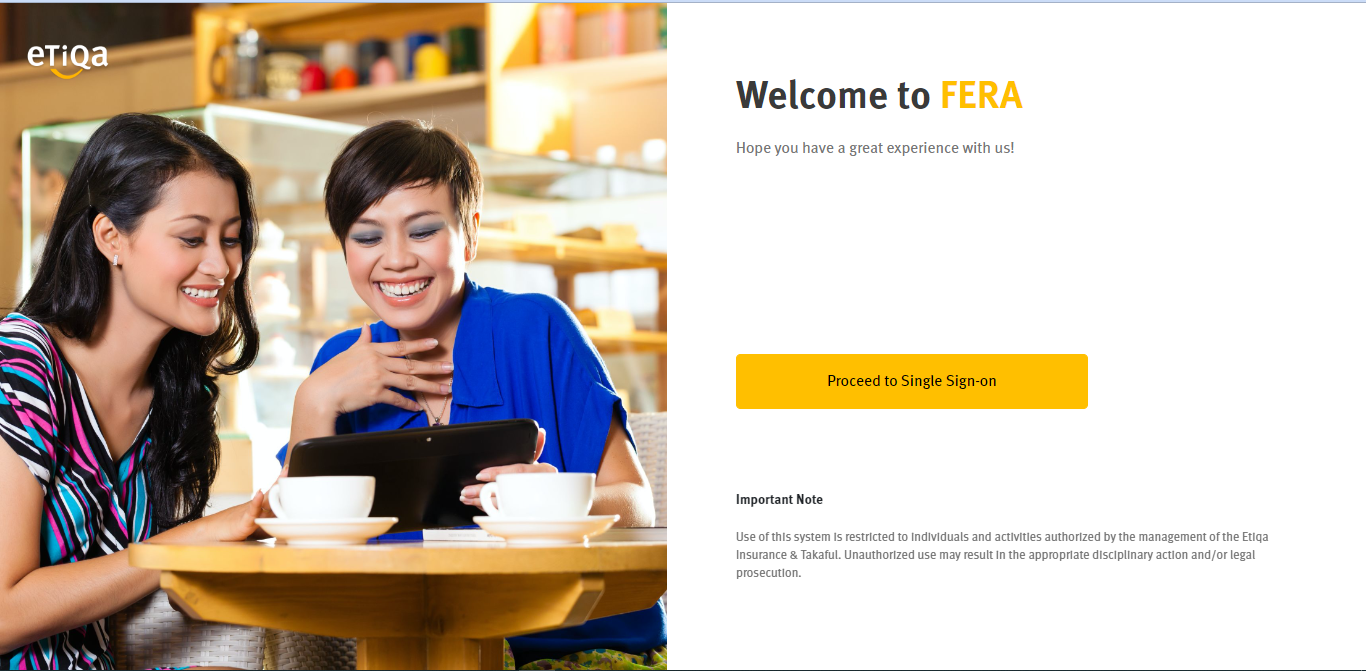 eTiQa
Welcome to FERA
Hope you have a great experience with us!
Proceed to Single Sign-on
Important Note
Use of this system is restricted to individuals and activities authorized by the management of the Etiqa
Insurance & Takaful. Unauthorized use may result in the appropriate disciplinary action and/or legal
prosecution.